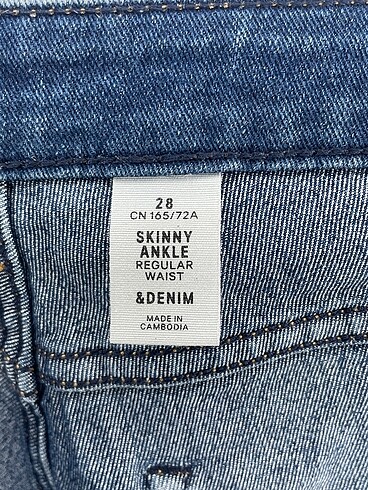 28
CN 165/72A
SKINNY
ANKLE
REGULAR
WAIST
&DENIM
MADE IN
CAMBODIA